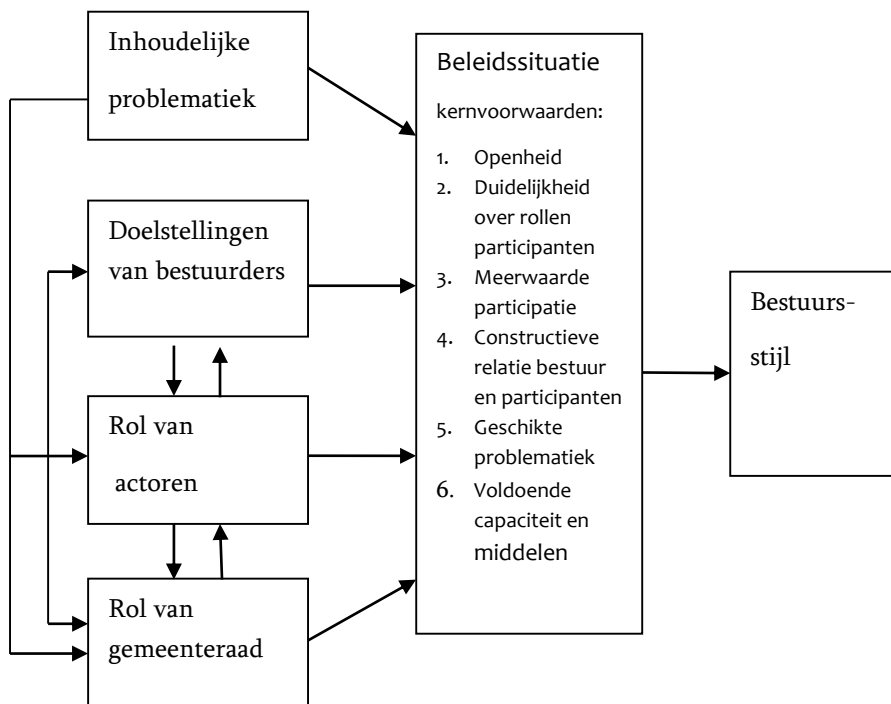 Inhoudelijke
problematiek
Doelstellingen
van bestuurders
Rol van
actoren
Rol van
gemeenteraad
Beleidssituatie
kernvoorwaarden:
1. Openheid
2. Duidelijkheid
over rollen
participanten
3. Meerwaarde
participatie
4. Constructieve
relatie bestuur
en participanten
5. Geschikte
problematiek
6. Voldoende
capaciteit en
middelen
Bestuurs-
stijl